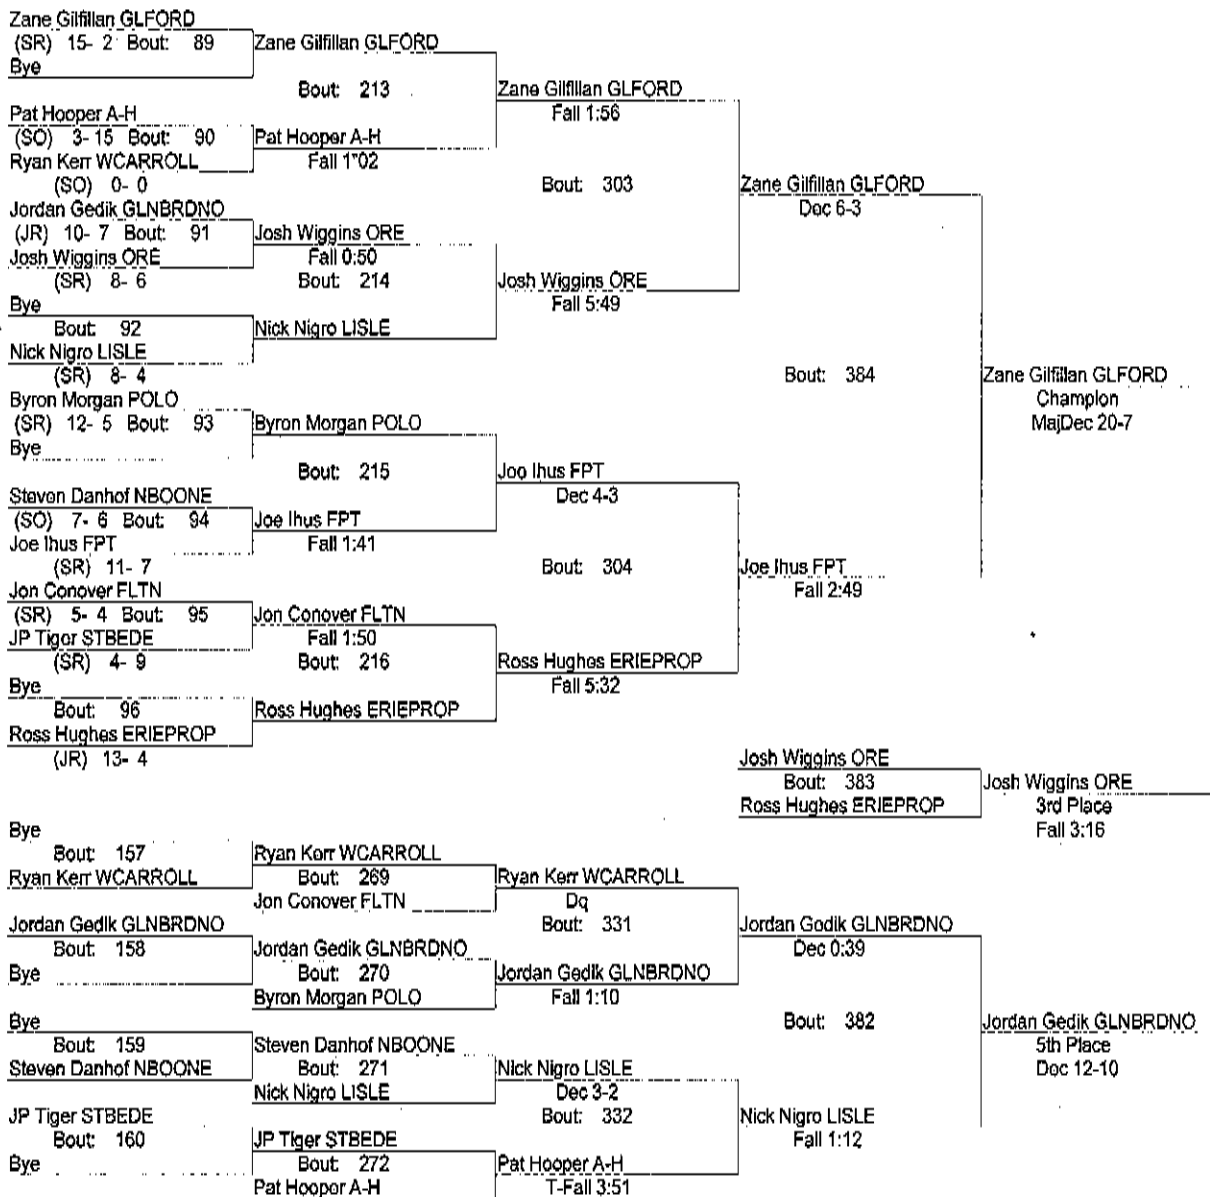 Zane Gilfillan GLFORD
(SR) 15- 2 Bout: 89 Zane Gilfillan GLFORD
Bye
Bout: 213 Zane Gilfillan GLFORD
Pat Hooper A-H Fall 1:56
(SO) 3- 15 Bout: 90 Pat Hooper A-H
Ryan Kerr WCARROLL Fall 1"02
(SO) 0- 0 Bout: 303 Zane Gilfillan GLFORD
Jordan Gedik GLNBRDNO Dec 6-3
(JR) 10- 7 Bout: 91 Josh Wiggins ORE
Josh Wiggins ORE Fall 0:50
(SR) 8- 6 Bout: 214 Josh Wiggins ORE
Bye Fall 5:49
Bout: 92 Nick Nigro LISLE
Nick Nigro LISLE
(SR) 8- 4 Bout: 384 Zane Gilfillan GLFORD
Byron Morgan POLO Champion
(SR) 12- 5 Bout: 93 Byron Morgan POLO MajDec 20-7
Bye
Bout: 215 Joo Ihus FPT
Steven Danhof NBOONE Dec 4-3
(SO) 7- 6 Bout: 94 Joe Ihus FPT
Joe Ihus FPT Fall 1:41
(SR) 11- 7 Bout: 304 Joe Ihus FPT
Jon Conover FLTN Fall 2:49
(SR) 5- 4 Bout: 95 Jon Conover FLTN
JP Tiger STBEDE Fall 1:50
(SR) 4- 9 Bout: 216 Ross Hughes ERIEPROP
Bye Fall 5:32
Bout: 96 Ross Hughes ERIEPROP
Ross Hughes ERIEPROP
(JR) 13- 4 Josh Wiggins ORE
Bout: 383 Josh Wiggins ORE
Ross Hughes ERIEPROP 3rd Place
Bye Fall 3:16
Bout: 157 Ryan Kerr WCARROLL
Ryan Kerr WCARROLL Bout: 269 Ryan Kerr WCARROLL
Jon Conover FLTN Dq
Jordan Gedik GLNBRDNO Bout: 331 Jordan Godik GLNBRDNO
Bout: 158 Jordan Gedik GLNBRDNO Dec 0:39
Bye Bout: 270 Jordan Gedik GLNBRDNO
Byron Morgan POLO Fall 1:10
Bye Bout: 382 Jordan Gedik GLNBRDNO
Bout: 159 Steven Danhof NBOONE 5th Place
Steven Danhof NBOONE Bout: 271 Nick Nigro LISLE Dec 12-10
Nick Nigro LISLE Dec 3-2
JP Tiger STBEDE Bout: 332 Nick Nigro LISLE
Bout: 160 JP Tiger STBEDE Fall 1:12
Bye Bout: 272 Pat Hooper A-H
Pat Hooper A-H T-Fall 3:51